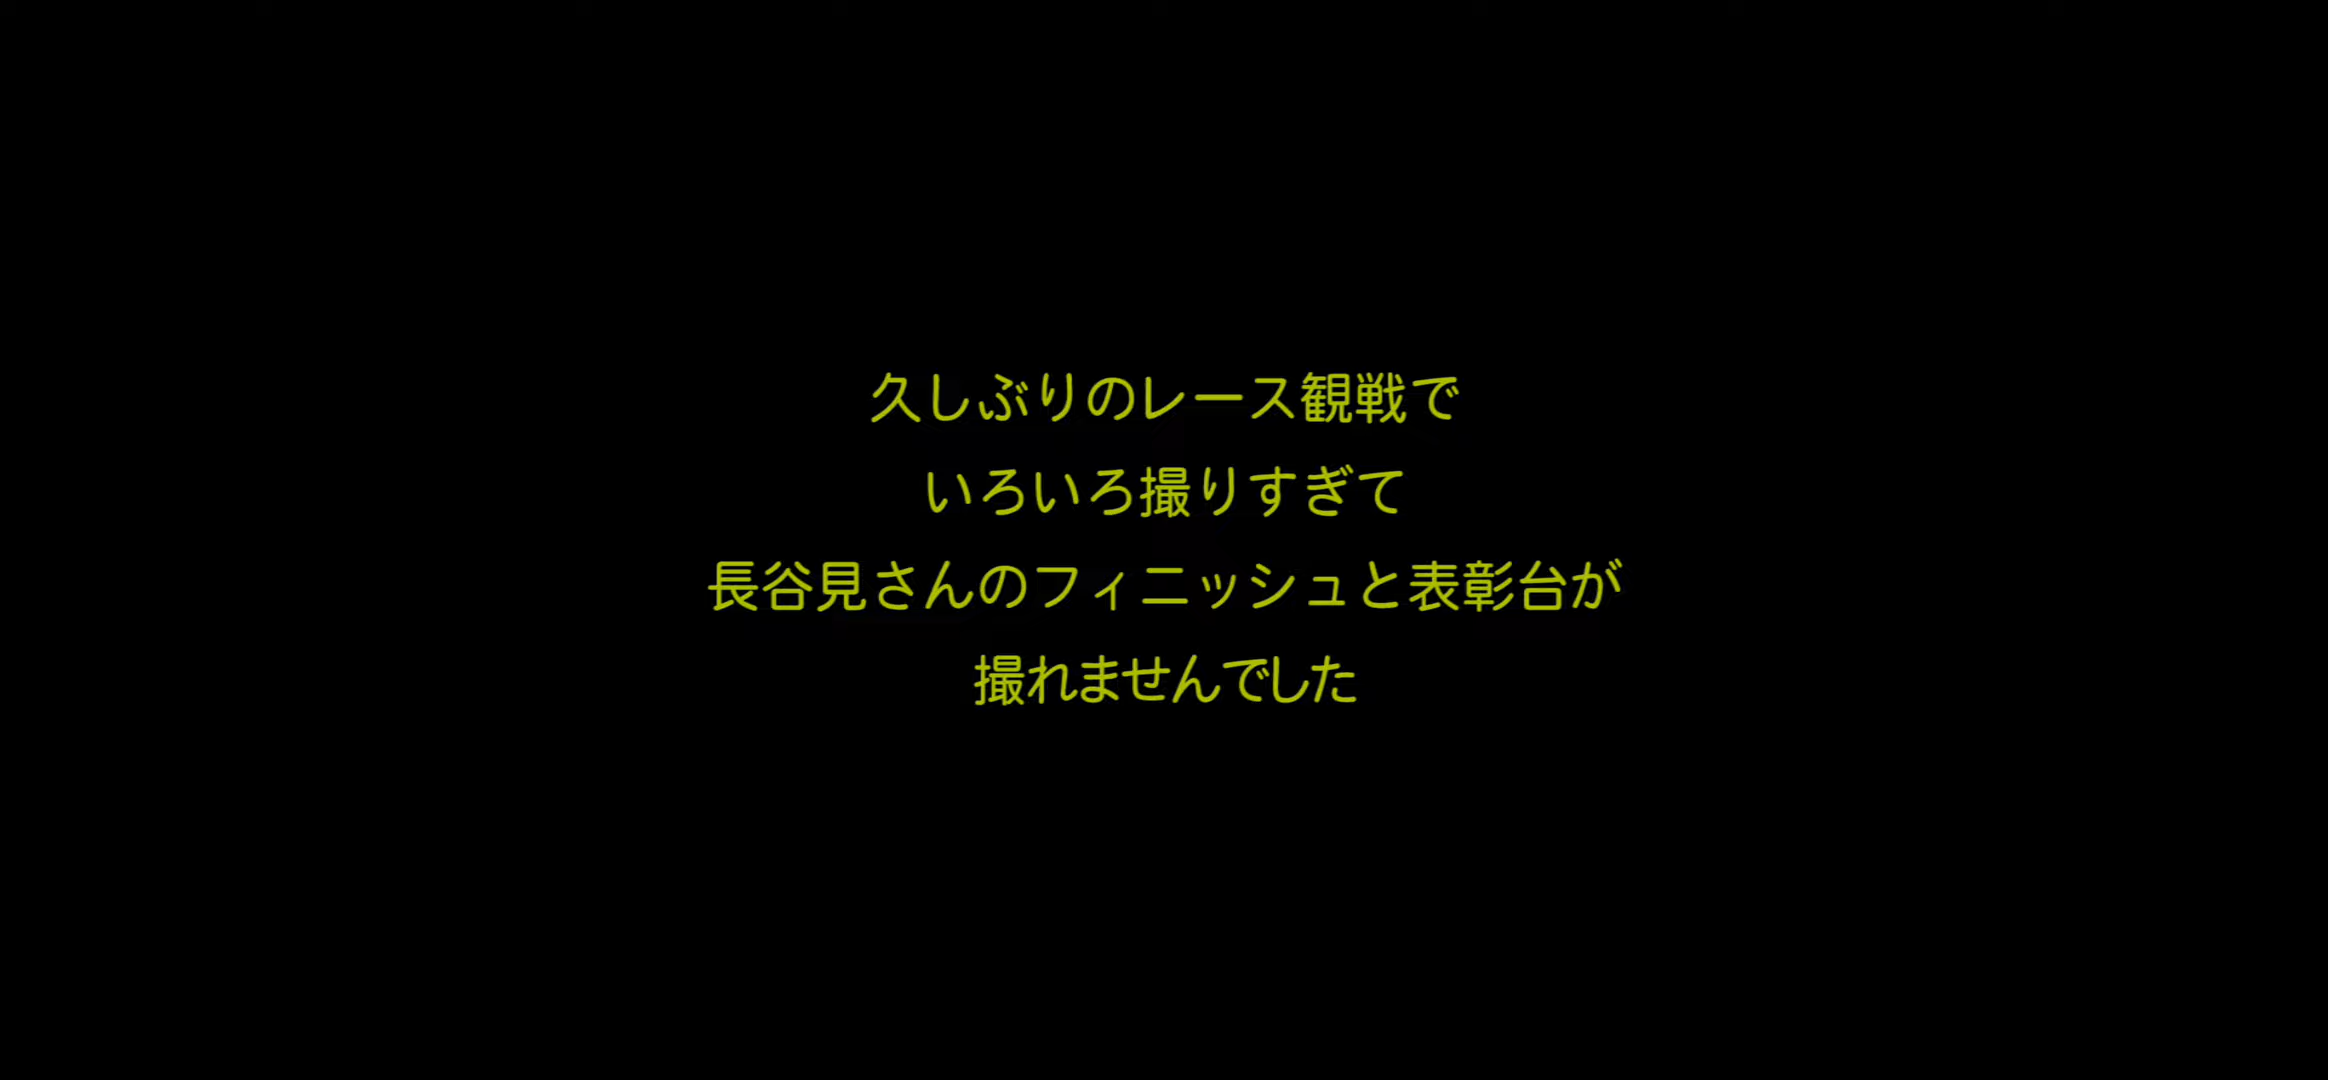 久しぶりのレース観戦で
いろいろ撮りすぎて
長谷見さんのフィニッシュと表彰台が
撮れませんでした